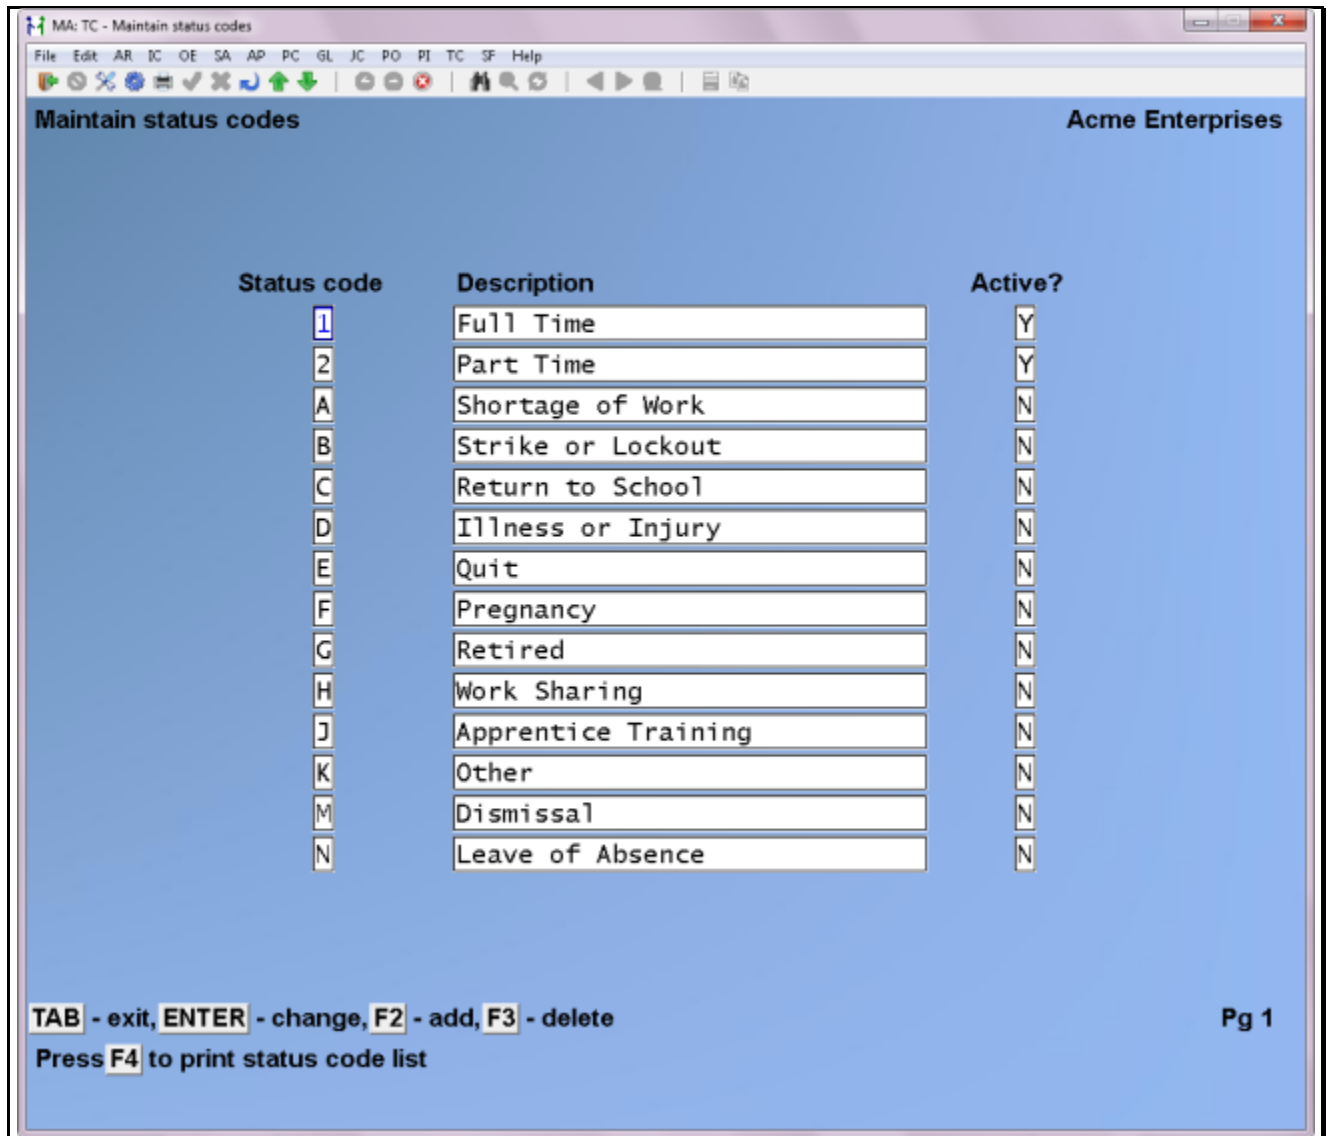 MA: TC - Maintain status codes
File Edit AR IC OE SA AP PC GL JC PO PI TC SF Help
Maintain status codes Acme Enterprises
Status code Description Active?
1 Full Time Y
2 Part Time Y
A Shortage of Work N
B Strike or Lockout N
C Return to School N
D Illness or Injury N
E Quit N
F Pregnancy N
G Retired N
H Work Sharing N
J Apprentice Training N
K Other N
M Dismissal N
N Leave of Absence N
TAB - exit, ENTER - change, F2 - add, F3 - delete Pg 1
Press F4 to print status code list